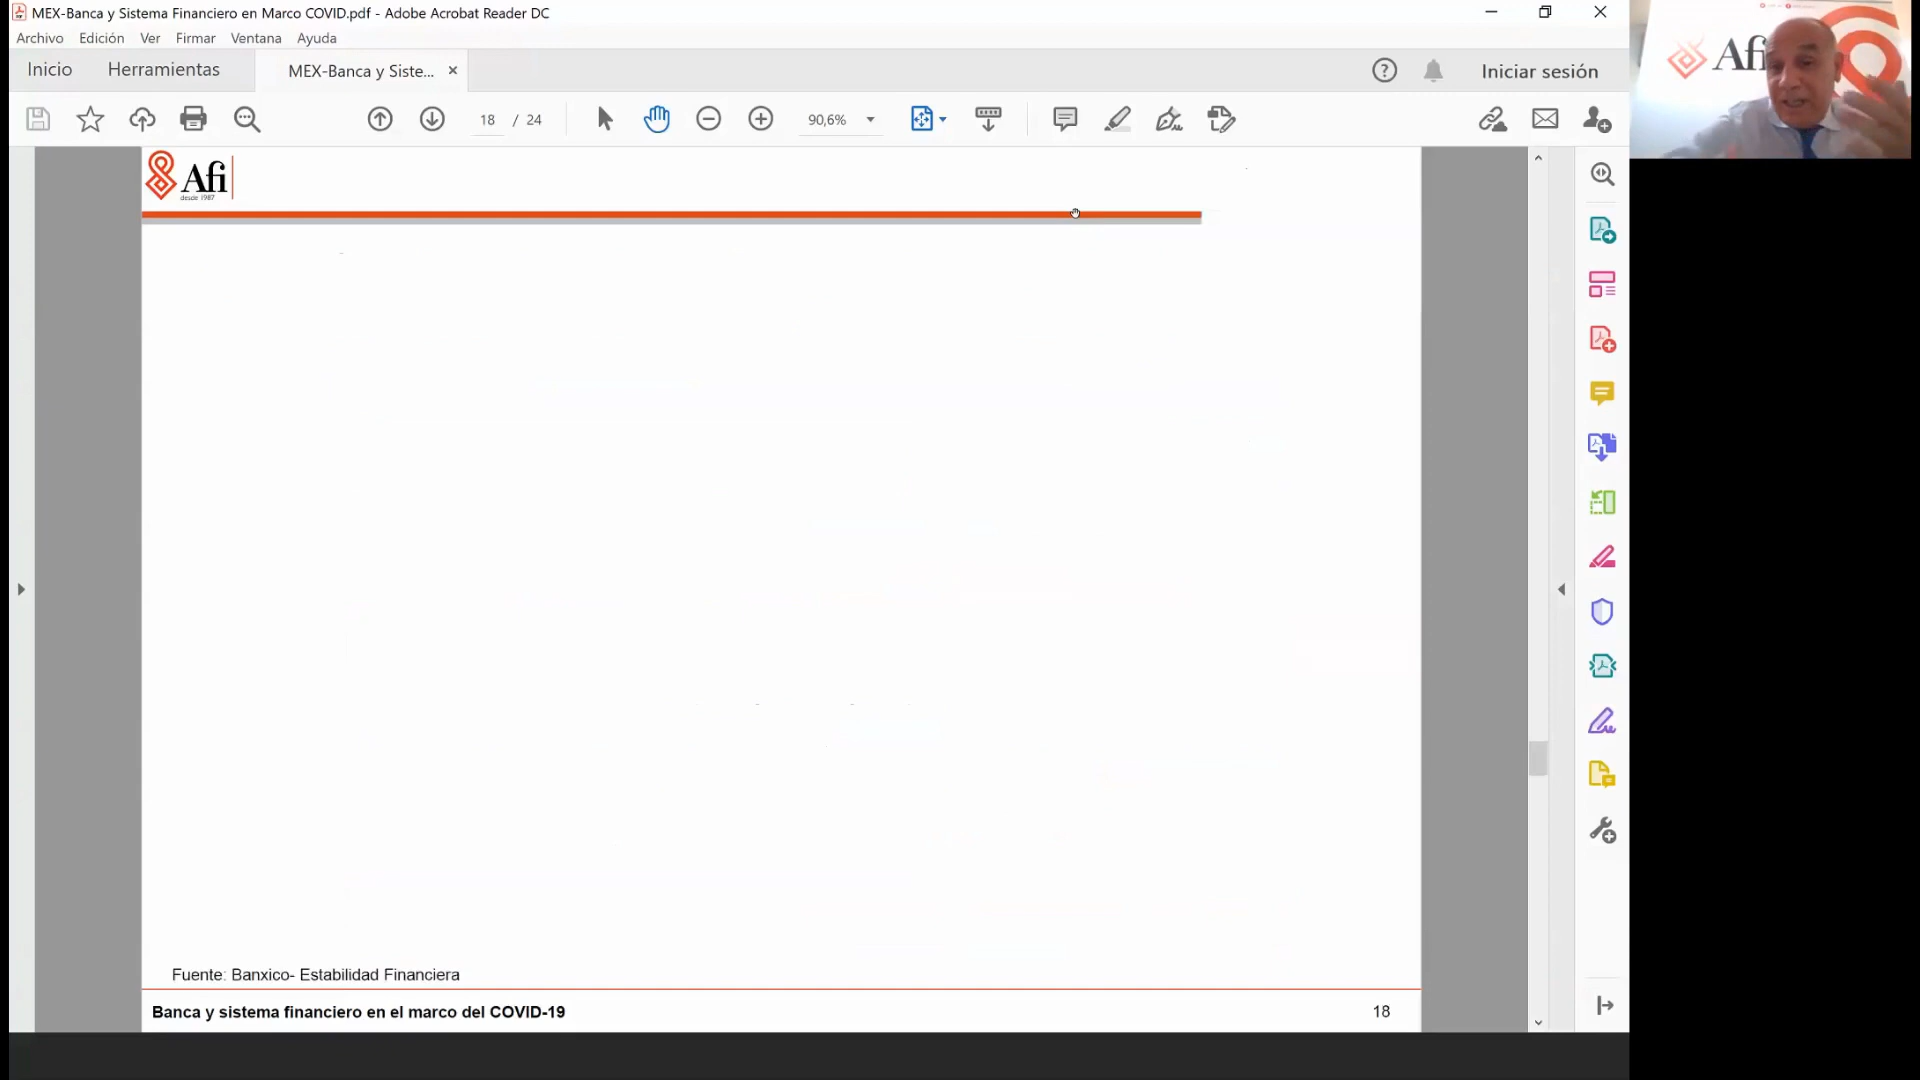 MEX-Banca y Sistema Financiero en Marco COVID.pdf - Adobe Acrobat Reader DC
Archivo Edición Ver Firmar Ventana Ayuda
Inicio Herramientas MEX-Banca y Siste... Iniciar sesión
18 / 24 90,6%
Afi
desde 1987
Afi
Fuente: Banxico- Estabilidad Financiera
Banca y sistema financiero en el marco del COVID-19 18